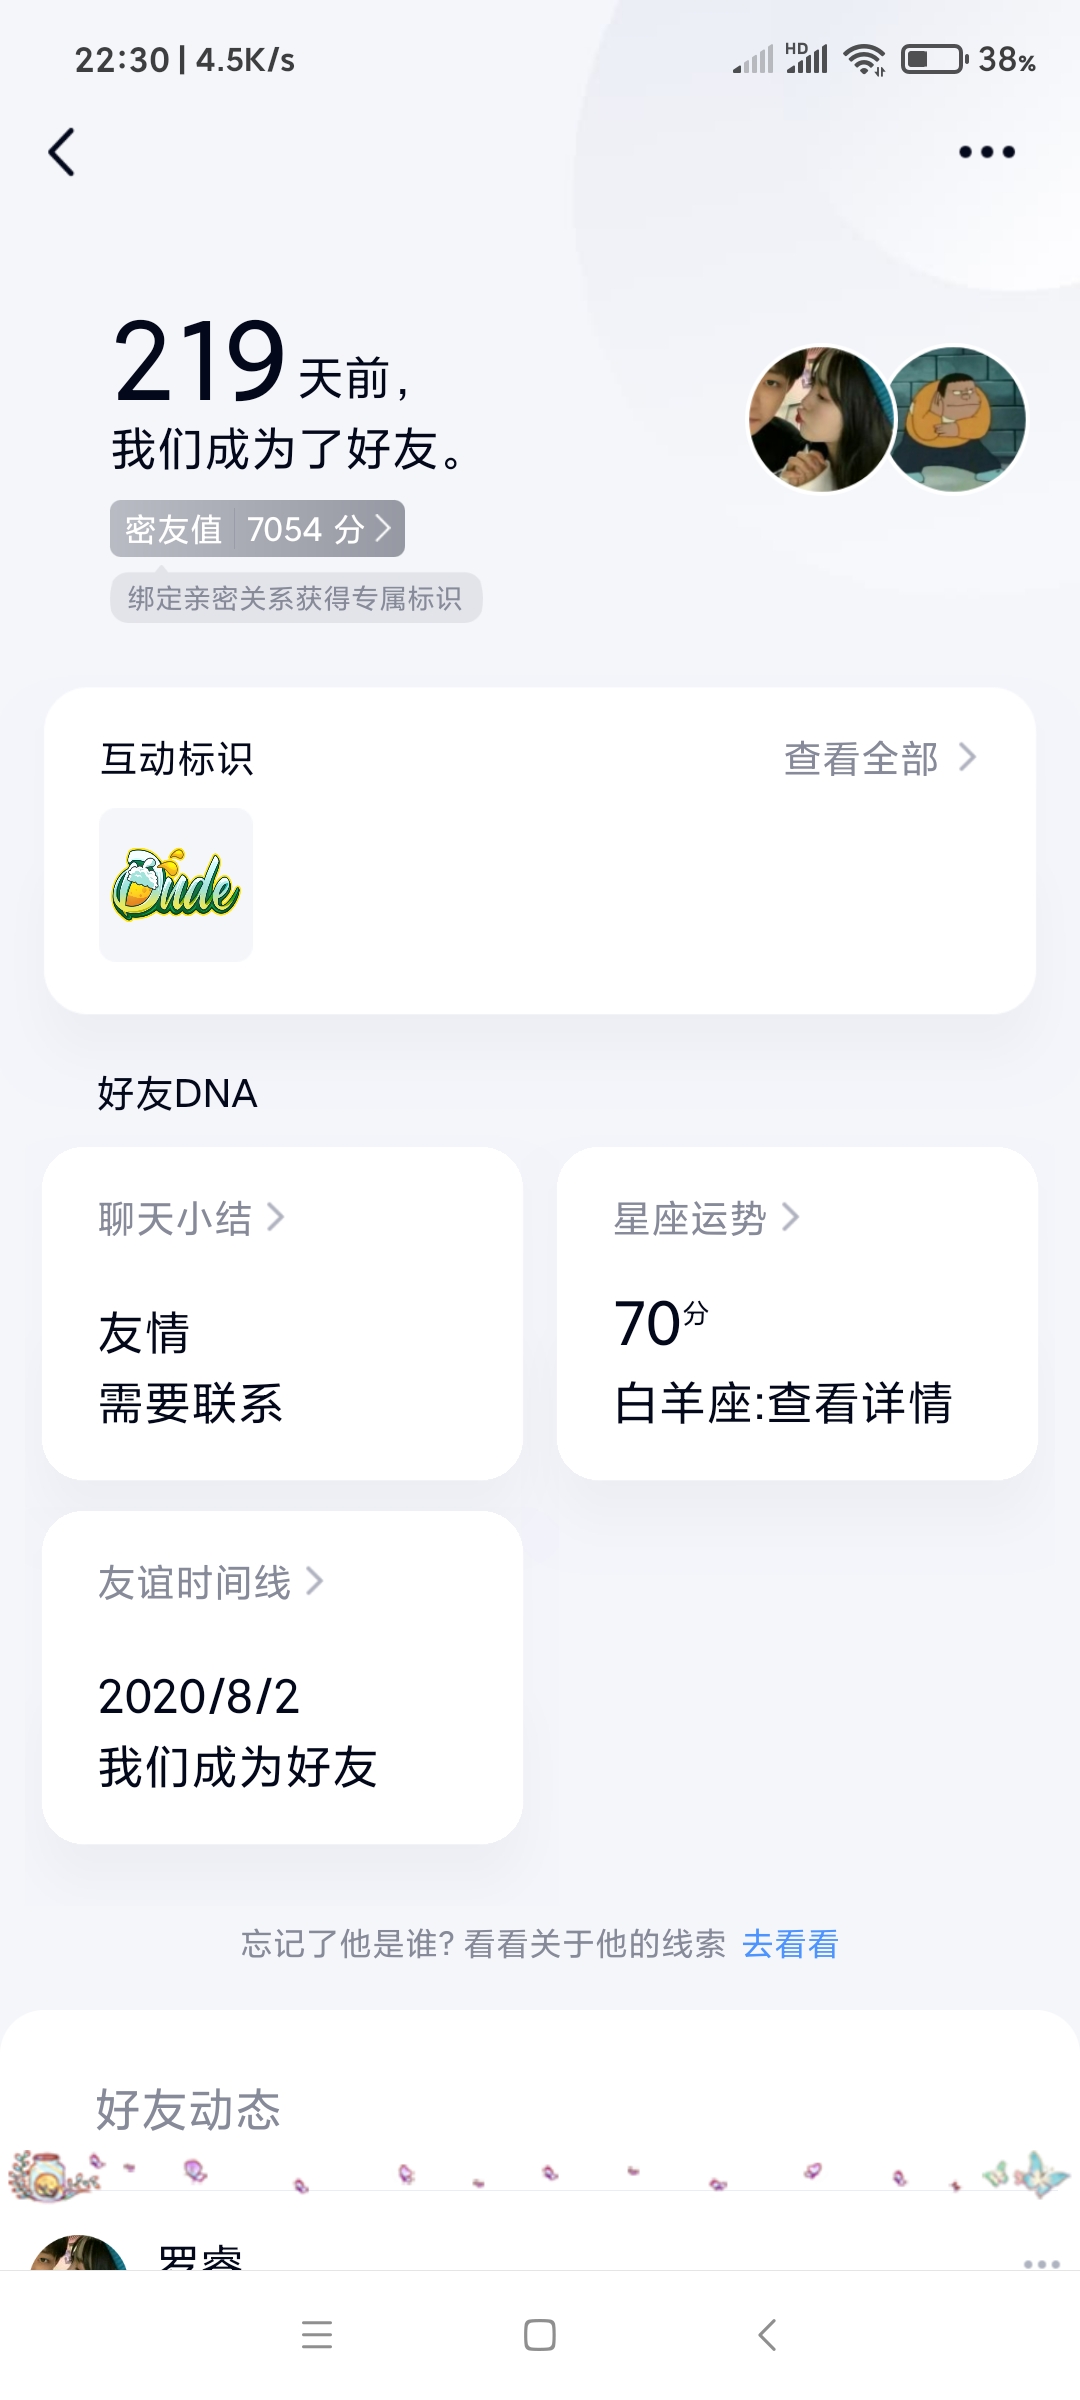 22:30 | 4.5K/s
HD
38%
219天前，
我们成为了好友。
密友值 7054 分
绑定亲密关系获得专属标识
互动标识 查看全部
Dude
好友DNA
聊天小结 星座运势
友情 70分
需要联系 白羊座:查看详情
友谊时间线
2020/8/2
我们成为好友
忘记了他是谁? 看看关于他的线索 去看看
好友动态
罗睿